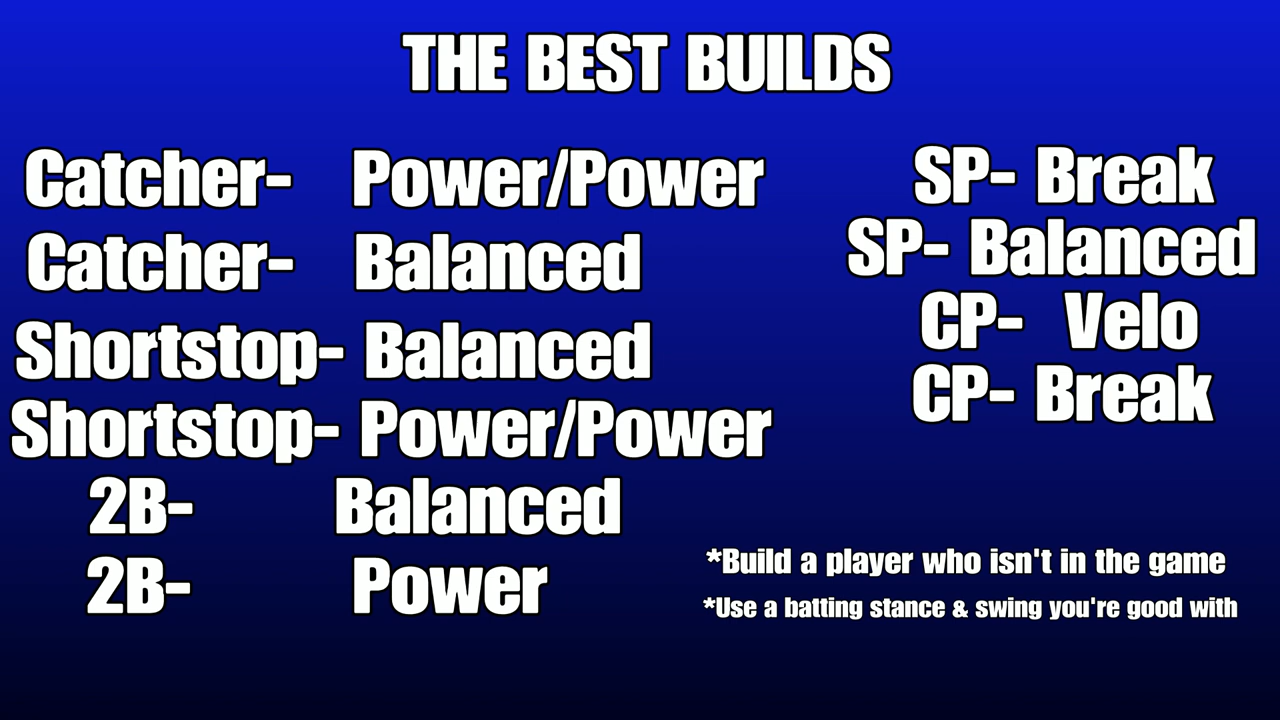 THE BEST BUILDS
Catcher- Power/Power
Catcher- Balanced
Shortstop- Balanced
Shortstop- Power/Power
2B- Balanced
2B- Power
SP- Break
SP- Balanced
CP- Velo
CP- Break
*Build a player who isn't in the game
*Use a batting stance & swing you're good with